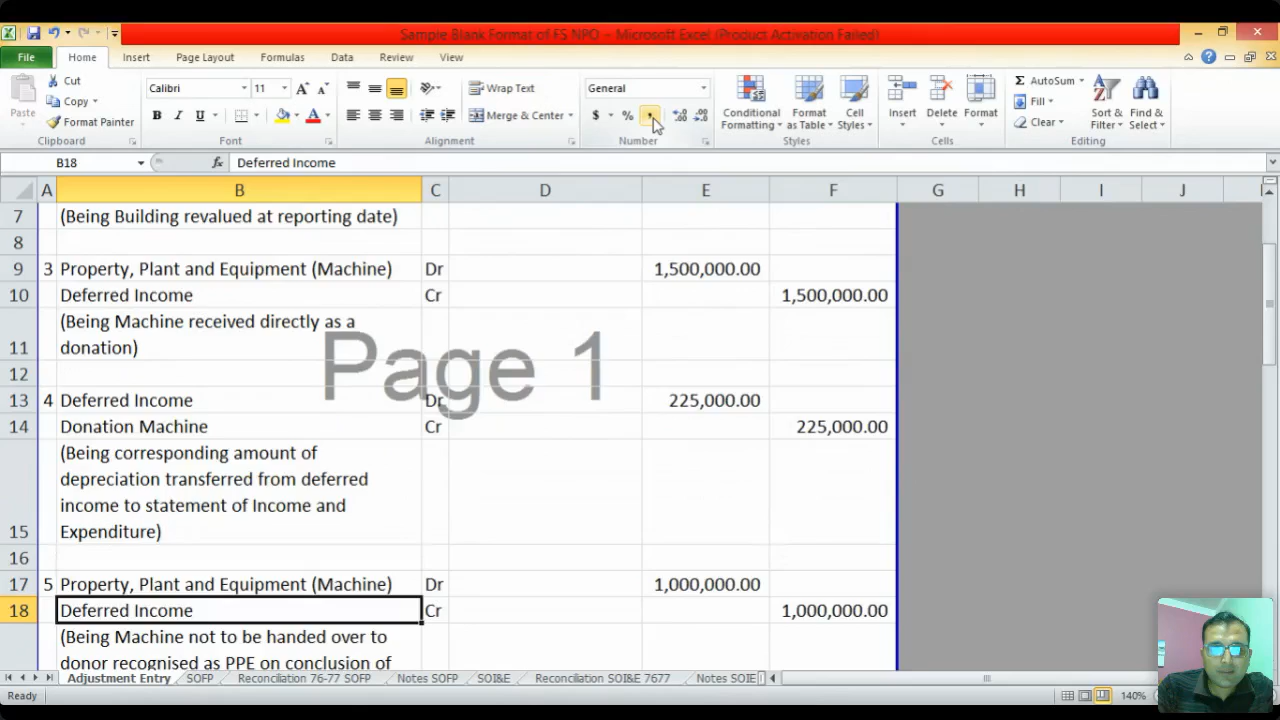 Sample Blank Format of FS NPO - Microsoft Excel (Product Activation Failed)
File Home Insert Page Layout Formulas Data Review View
Paste
Cut
Copy
Format Painter
Clipboard
Calibri 11
B I U
Font
Wrap Text
Merge & Center
Alignment
General
$ % ,
Number
Conditional Formatting
Format as Table
Cell Styles
Styles
Insert Delete Format
Cells
AutoSum
Fill
Clear
Sort & Filter
Find & Select
Editing
B18 fx Deferred Income
A B C D E F G H I J
7 (Being Building revalued at reporting date)
8
9 3 Property, Plant and Equipment (Machine) Dr 1,500,000.00
10 Deferred Income Cr 1,500,000.00
(Being Machine received directly as a
11 donation)
Page 1
12
13 4 Deferred Income Dr 225,000.00
14 Donation Machine Cr 225,000.00
(Being corresponding amount of
depreciation transferred from deferred
income to statement of Income and
15 Expenditure)
16
17 5 Property, Plant and Equipment (Machine) Dr 1,000,000.00
18 Deferred Income Cr 1,000,000.00
(Being Machine not to be handed over to
donor recognised as PPE on conclusion of
Adjustment Entry SOFP Reconciliation 76-77 SOFP Notes SOFP SOI&E Reconciliation SOI&E 7677 Notes SOIE
Ready 140%